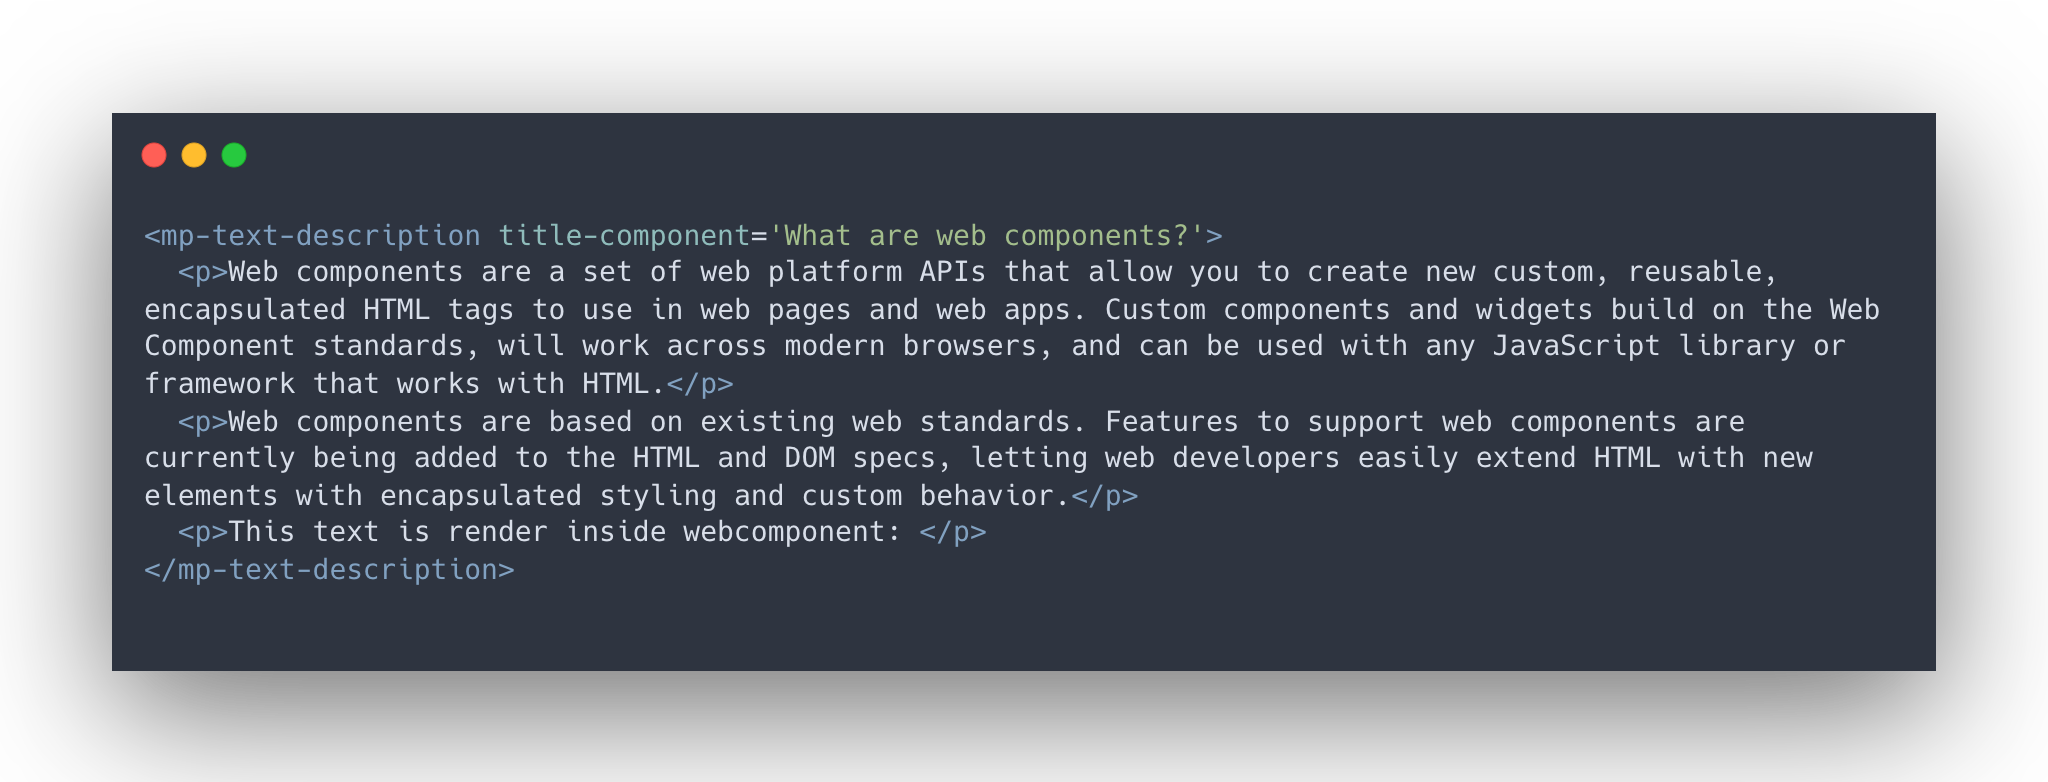 <mp-text-description title-component='What are web components?'>
  <p>Web components are a set of web platform APIs that allow you to create new custom, reusable,
encapsulated HTML tags to use in web pages and web apps. Custom components and widgets build on the Web
Component standards, will work across modern browsers, and can be used with any JavaScript library or
framework that works with HTML.</p>
  <p>Web components are based on existing web standards. Features to support web components are
currently being added to the HTML and DOM specs, letting web developers easily extend HTML with new
elements with encapsulated styling and custom behavior.</p>
  <p>This text is render inside webcomponent: </p>
</mp-text-description>